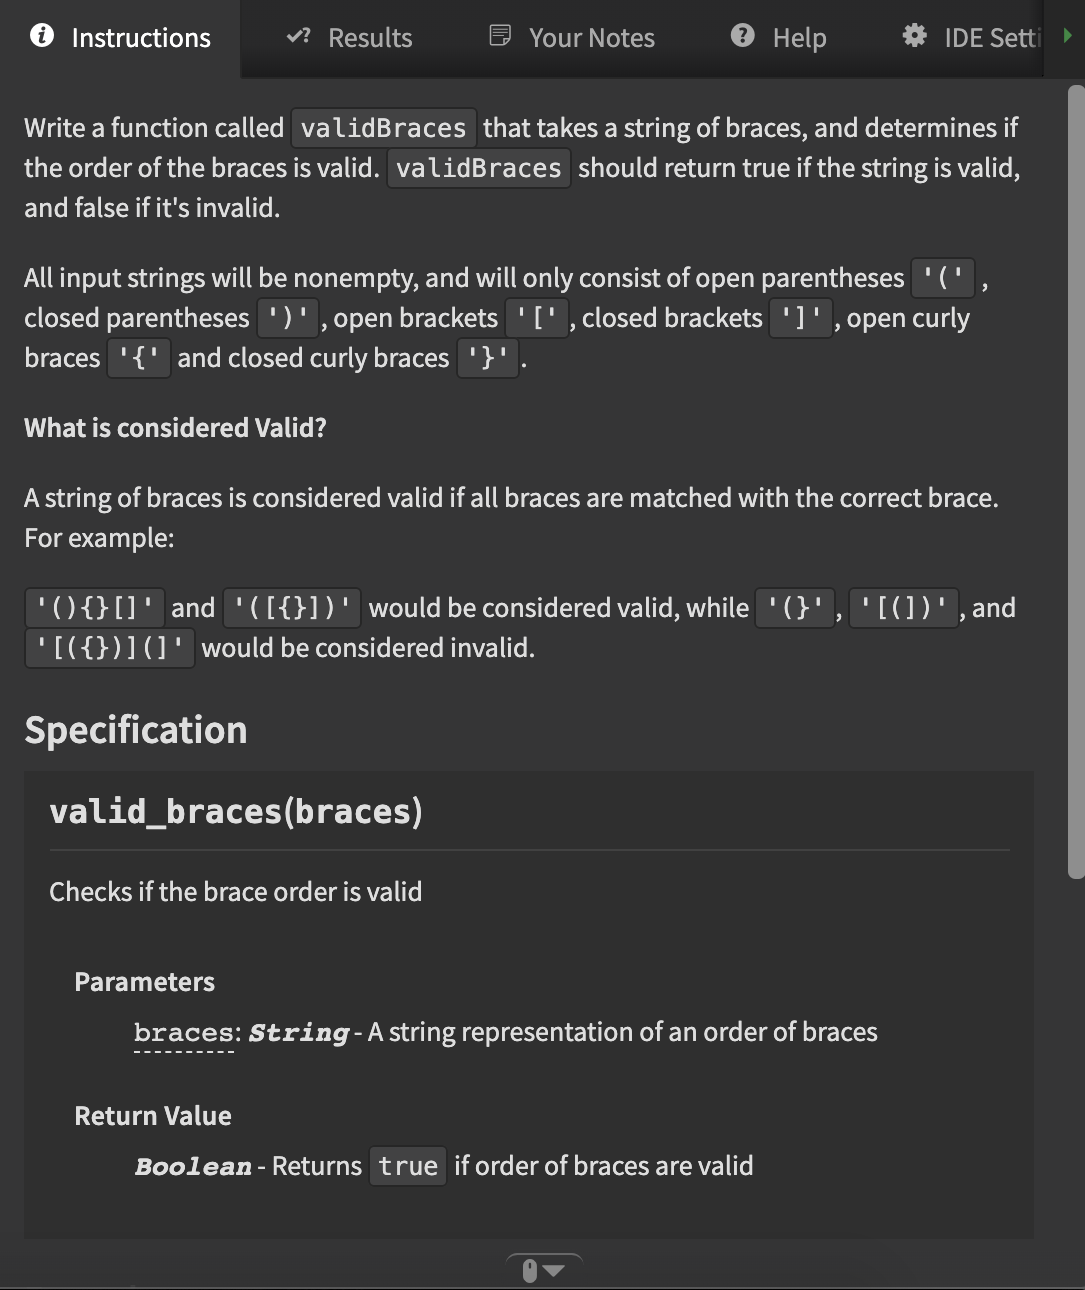 Instructions
Results
Your Notes
Help
IDE Setti
Write a function called validBraces that takes a string of braces, and determines if
the order of the braces is valid. validBraces should return true if the string is valid,
and false if it's invalid.
All input strings will be nonempty, and will only consist of open parentheses '(' ,
closed parentheses ')' , open brackets '[' , closed brackets ']' , open curly
braces '{' and closed curly braces '}' .
What is considered Valid?
A string of braces is considered valid if all braces are matched with the correct brace.
For example:
'(){}[]' and '([{}])' would be considered valid, while '(}' , '[(])' , and
'[({})](]' would be considered invalid.
Specification
valid_braces(braces)
Checks if the brace order is valid
Parameters
braces: String - A string representation of an order of braces
Return Value
Boolean - Returns true if order of braces are valid